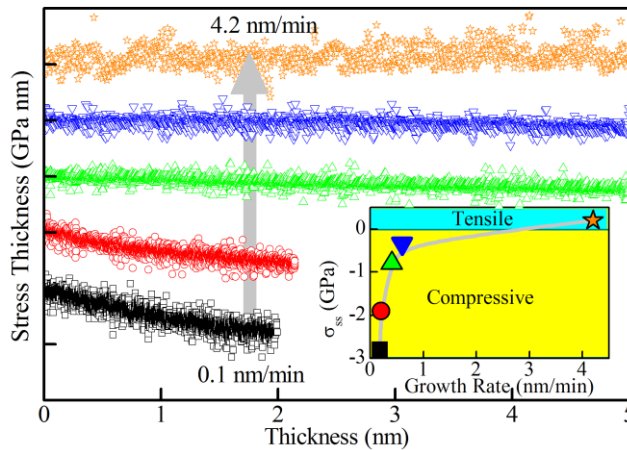 4.2 nm/min
Stress Thickness (GPa nm)
0.1 nm/min
0 1 2 3 4 5
Thickness (nm)
Tensile
Compressive
σss (GPa)
0
-1
-2
-3
0 1 2 3 4
Growth Rate (nm/min)